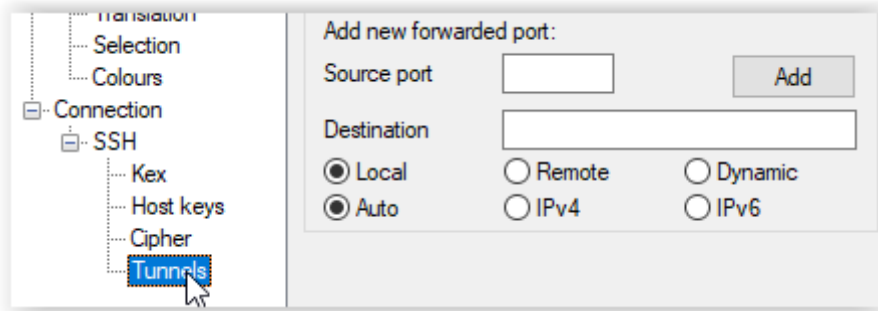 Translation
Selection
Colours
Connection
SSH
Kex
Host keys
Cipher
Tunnels
Add new forwarded port:
Source port
Add
Destination
Local Remote Dynamic
Auto IPv4 IPv6